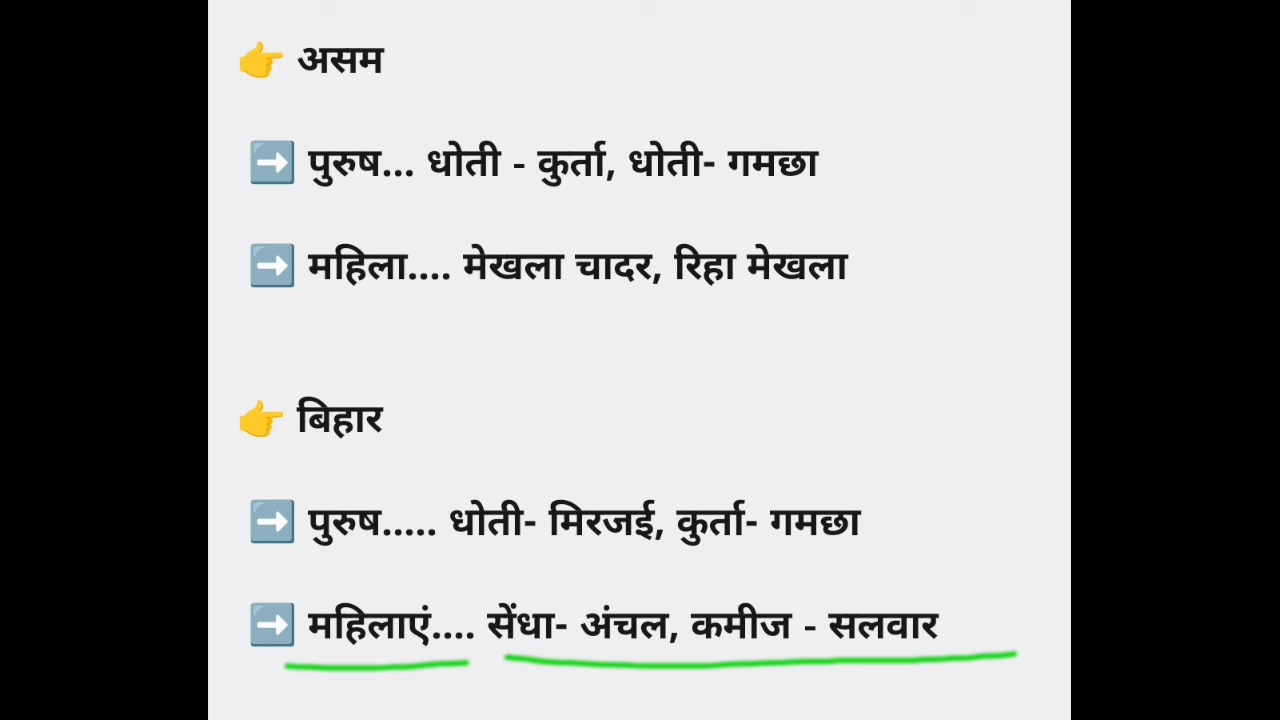 👉 असम
➡️ पुरुष... धोती - कुर्ता, धोती- गमछा
➡️ महिला.... मेखला चादर, रिहा मेखला
👉 बिहार
➡️ पुरुष..... धोती- मिरजई, कुर्ता- गमछा
➡️ महिलाएं.... सेंधा- अंचल, कमीज - सलवार